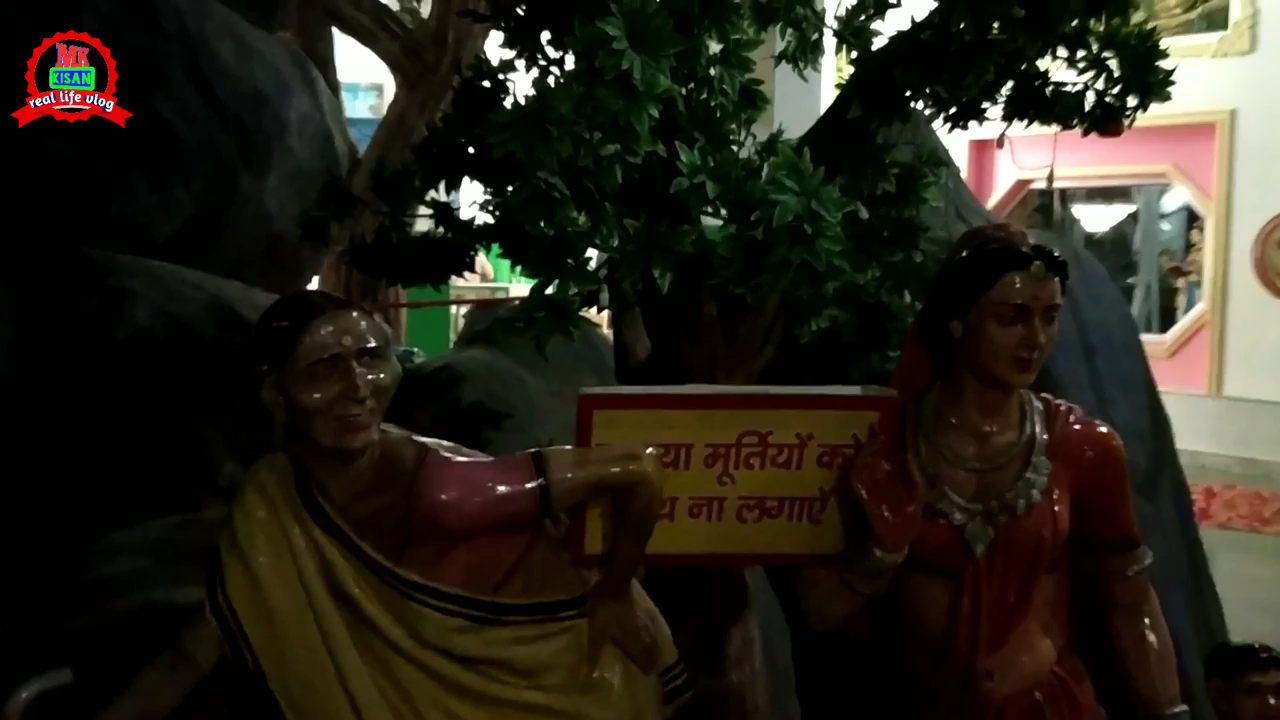 MK
KISAN
real life vlog
या मूर्तियों को
ना लगाऐं